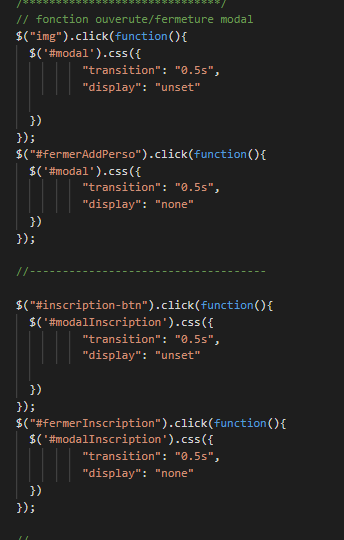 /******************************/
// fonction ouverute/fermeture modal
$("img").click(function(){
$('#modal').css({
"transition": "0.5s",
"display": "unset"
})
});
$("#fermerAddPerso").click(function(){
$('#modal').css({
"transition": "0.5s",
"display": "none"
})
});
//------------------------------------
$("#inscription-btn").click(function(){
$('#modalInscription').css({
"transition": "0.5s",
"display": "unset"
})
});
$("#fermerInscription").click(function(){
$('#modalInscription').css({
"transition": "0.5s",
"display": "none"
})
});